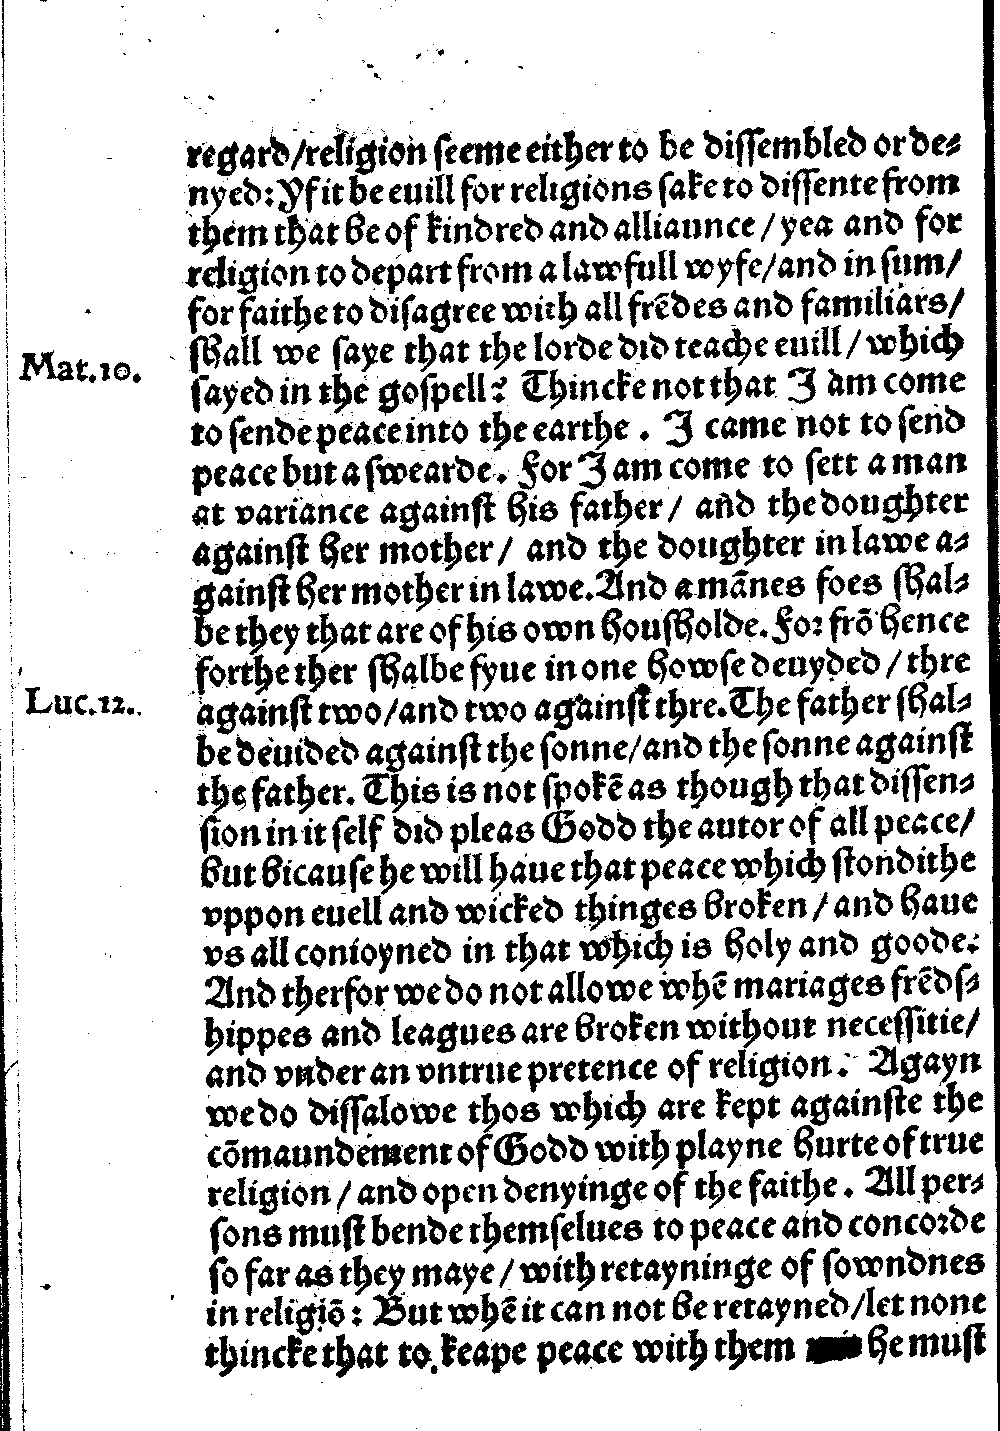 regard/religion ſeeme either to be diſſembled or de⸗
nyed: Yf it be euill for religions ſake to diſſente from
them that be of kindred and alliaunce / yea and for
religion to depart from a lawfull wyfe/and in ſum/
for faithe to diſagree with all frēdes and familiars/
ſhall we ſaye that the lorde did teache euill / which
Mat.10.
ſayed in the goſpell? Thincke not that I am come
to ſende peace into the earthe . I came not to ſend
peace but a ſwearde. For I am come to ſett a man
at variance againſt his father / and the doughter
againſt her mother / and the doughter in lawe a⸗
gainſt her mother in lawe. And a mānes foes ſhal⸗
be they that are of his own houſholde. For frō hence
forthe ther ſhalbe fyue in one howſe deuyded / thre
Luc.12.
againſt two/and two againſt thre. The father ſhal⸗
be deuided againſt the ſonne/and the ſonne againſt
the father. This is not ſpokē as though that diſſen⸗
ſion in it ſelf did pleas Godd the autor of all peace/
but bicauſe he will haue that peace which ſtondithe
vppon euell and wicked thinges broken / and haue
vs all conioyned in that which is holy and goode.
And therfor we do not allowe whē mariages frēdſ⸗
hippes and leagues are broken without neceſſitie/
and vnder an vntrue pretence of religion. Agayn
we do diſſalowe thos which are kept againſte the
cōmaundement of Godd with playne hurte of true
religion / and open denyinge of the faithe . All per⸗
ſons muſt bende themſelues to peace and concorde
ſo far as they maye / with retayninge of ſowndnes
in religiō: But whē it can not be retayned/let none
thincke that to keape peace with them he muſt